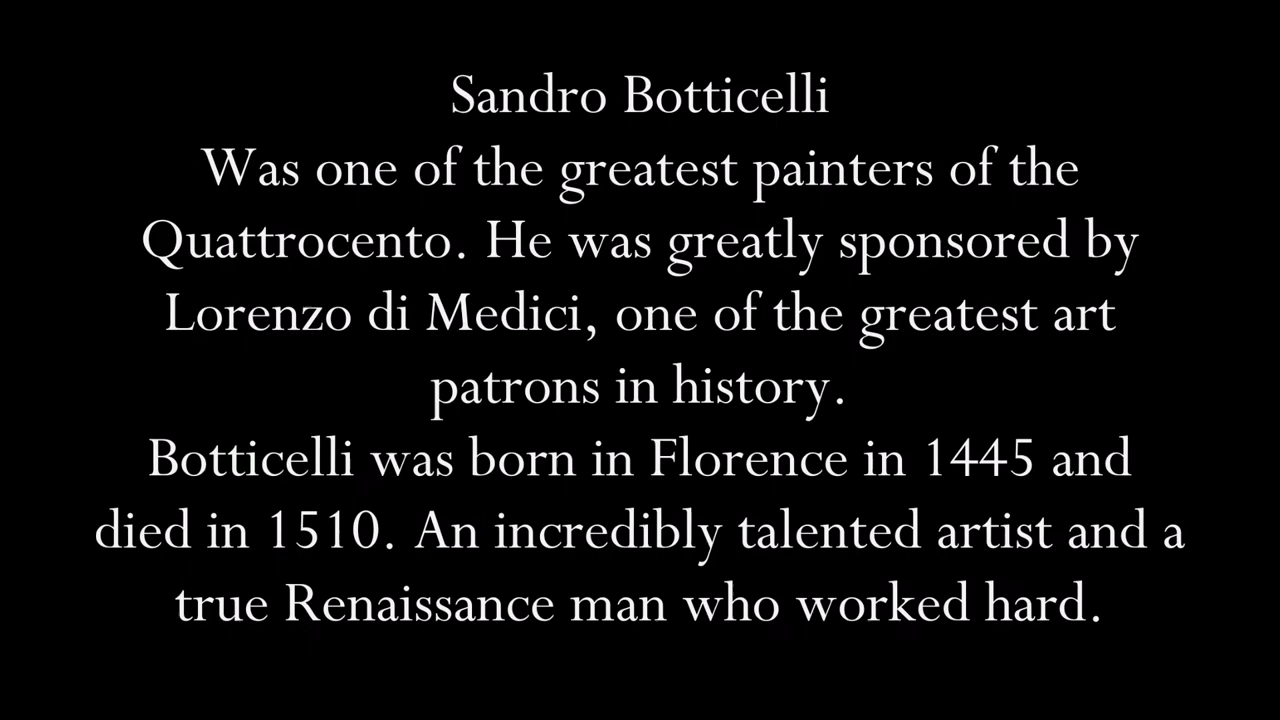 Sandro Botticelli
Was one of the greatest painters of the
Quattrocento. He was greatly sponsored by
Lorenzo di Medici, one of the greatest art
patrons in history.
Botticelli was born in Florence in 1445 and
died in 1510. An incredibly talented artist and a
true Renaissance man who worked hard.